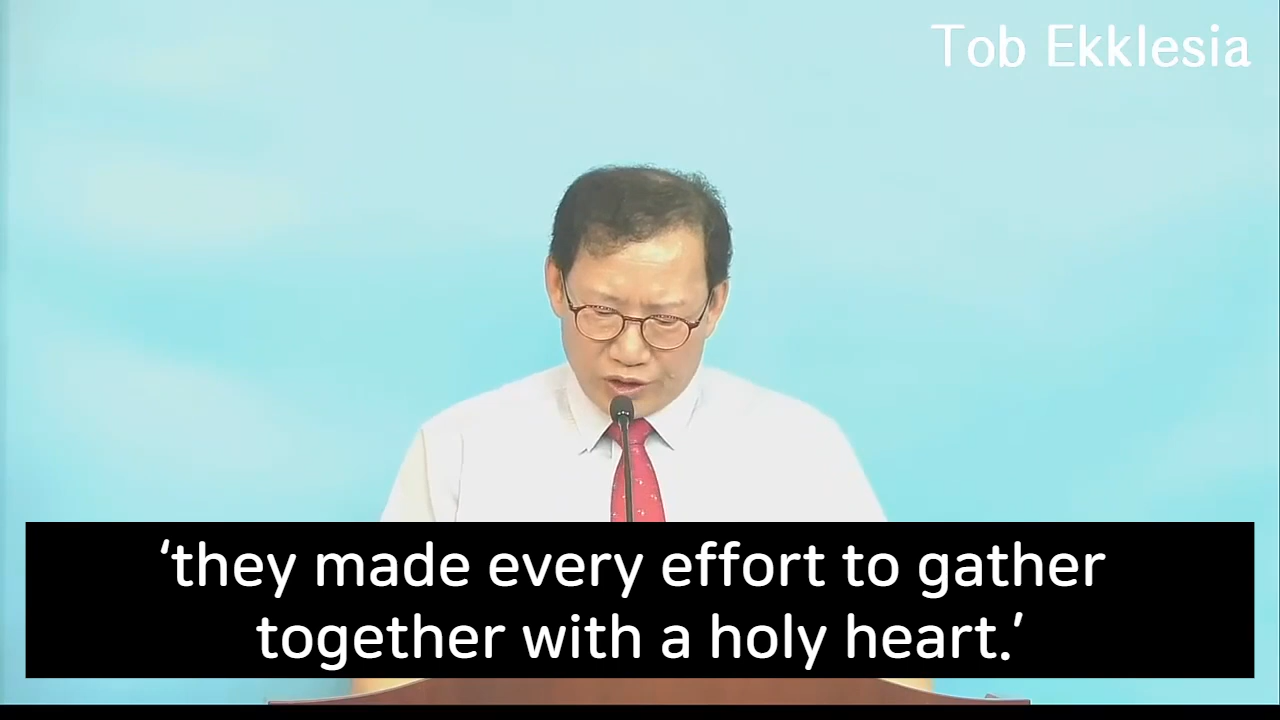 Tob Ekklesia
‘they made every effort to gather
together with a holy heart.’